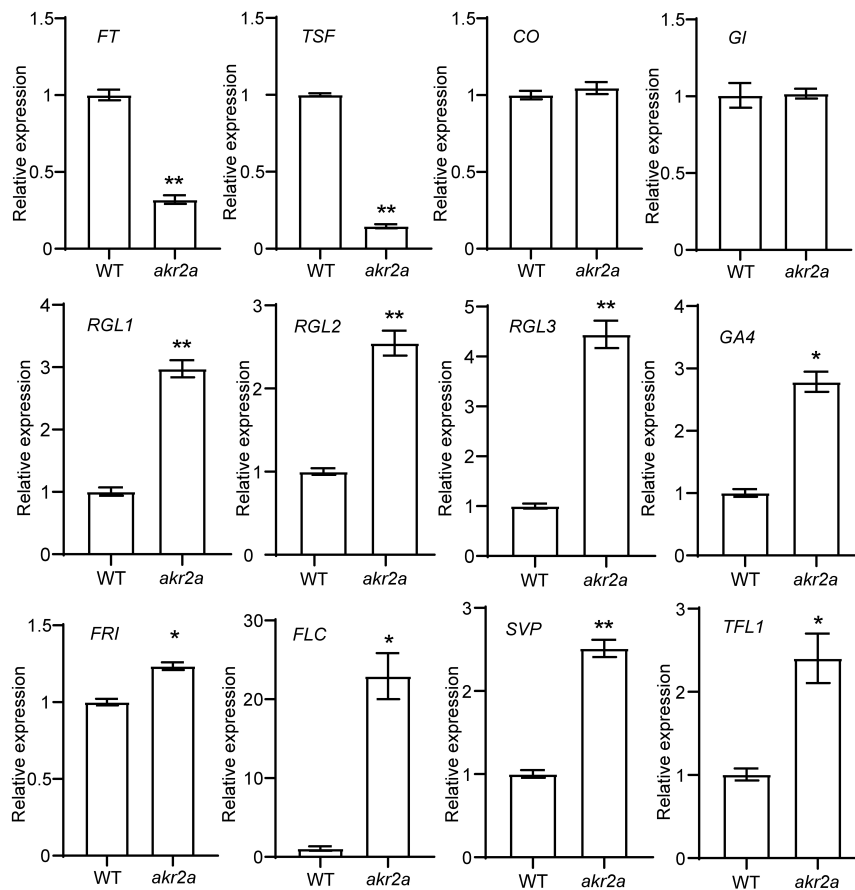 FT
Relative expression
1.5
1
0.5
0
**
WT
akr2a
TSF
Relative expression
1.5
1
0.5
0
**
WT
akr2a
CO
Relative expression
1.5
1
0.5
0
WT
akr2a
GI
Relative expression
1.5
1
0.5
0
WT
akr2a
RGL1
Relative expression
4
3
2
1
0
**
WT
akr2a
RGL2
Relative expression
3
2
1
0
**
WT
akr2a
RGL3
Relative expression
5
4
3
2
1
0
**
WT
akr2a
GA4
Relative expression
4
3
2
1
0
*
WT
akr2a
FRI
Relative expression
1.5
1
0.5
0
*
WT
akr2a
FLC
Relative expression
30
20
10
0
*
WT
akr2a
SVP
Relative expression
3
2
1
0
**
WT
akr2a
TFL1
Relative expression
3
2
1
0
*
WT
akr2a